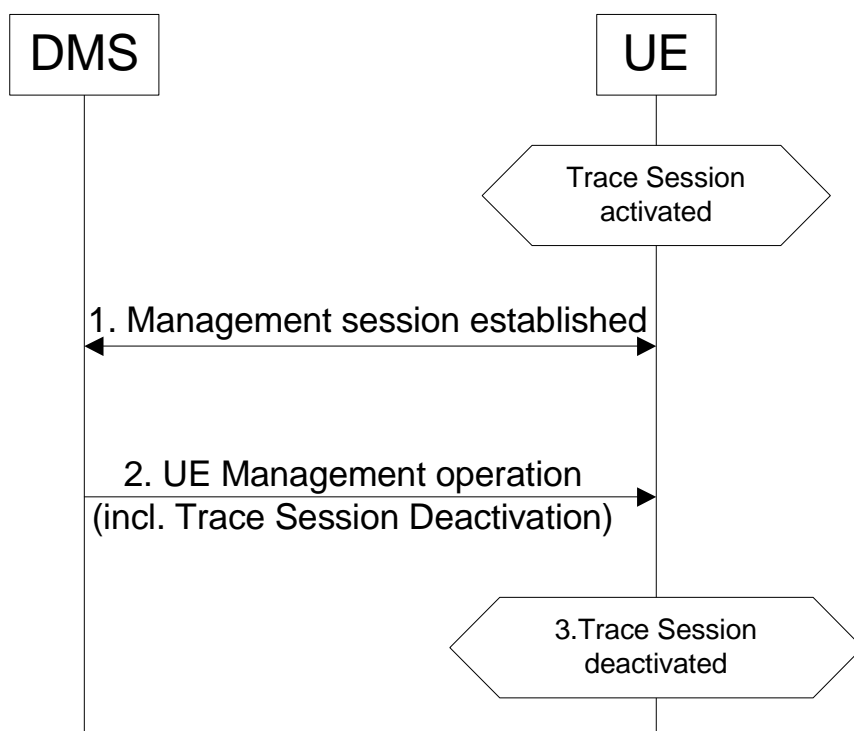 DMS
UE
Trace Session
activated
1. Management session established
2. UE Management operation
(incl. Trace Session Deactivation)
3.Trace Session
deactivated